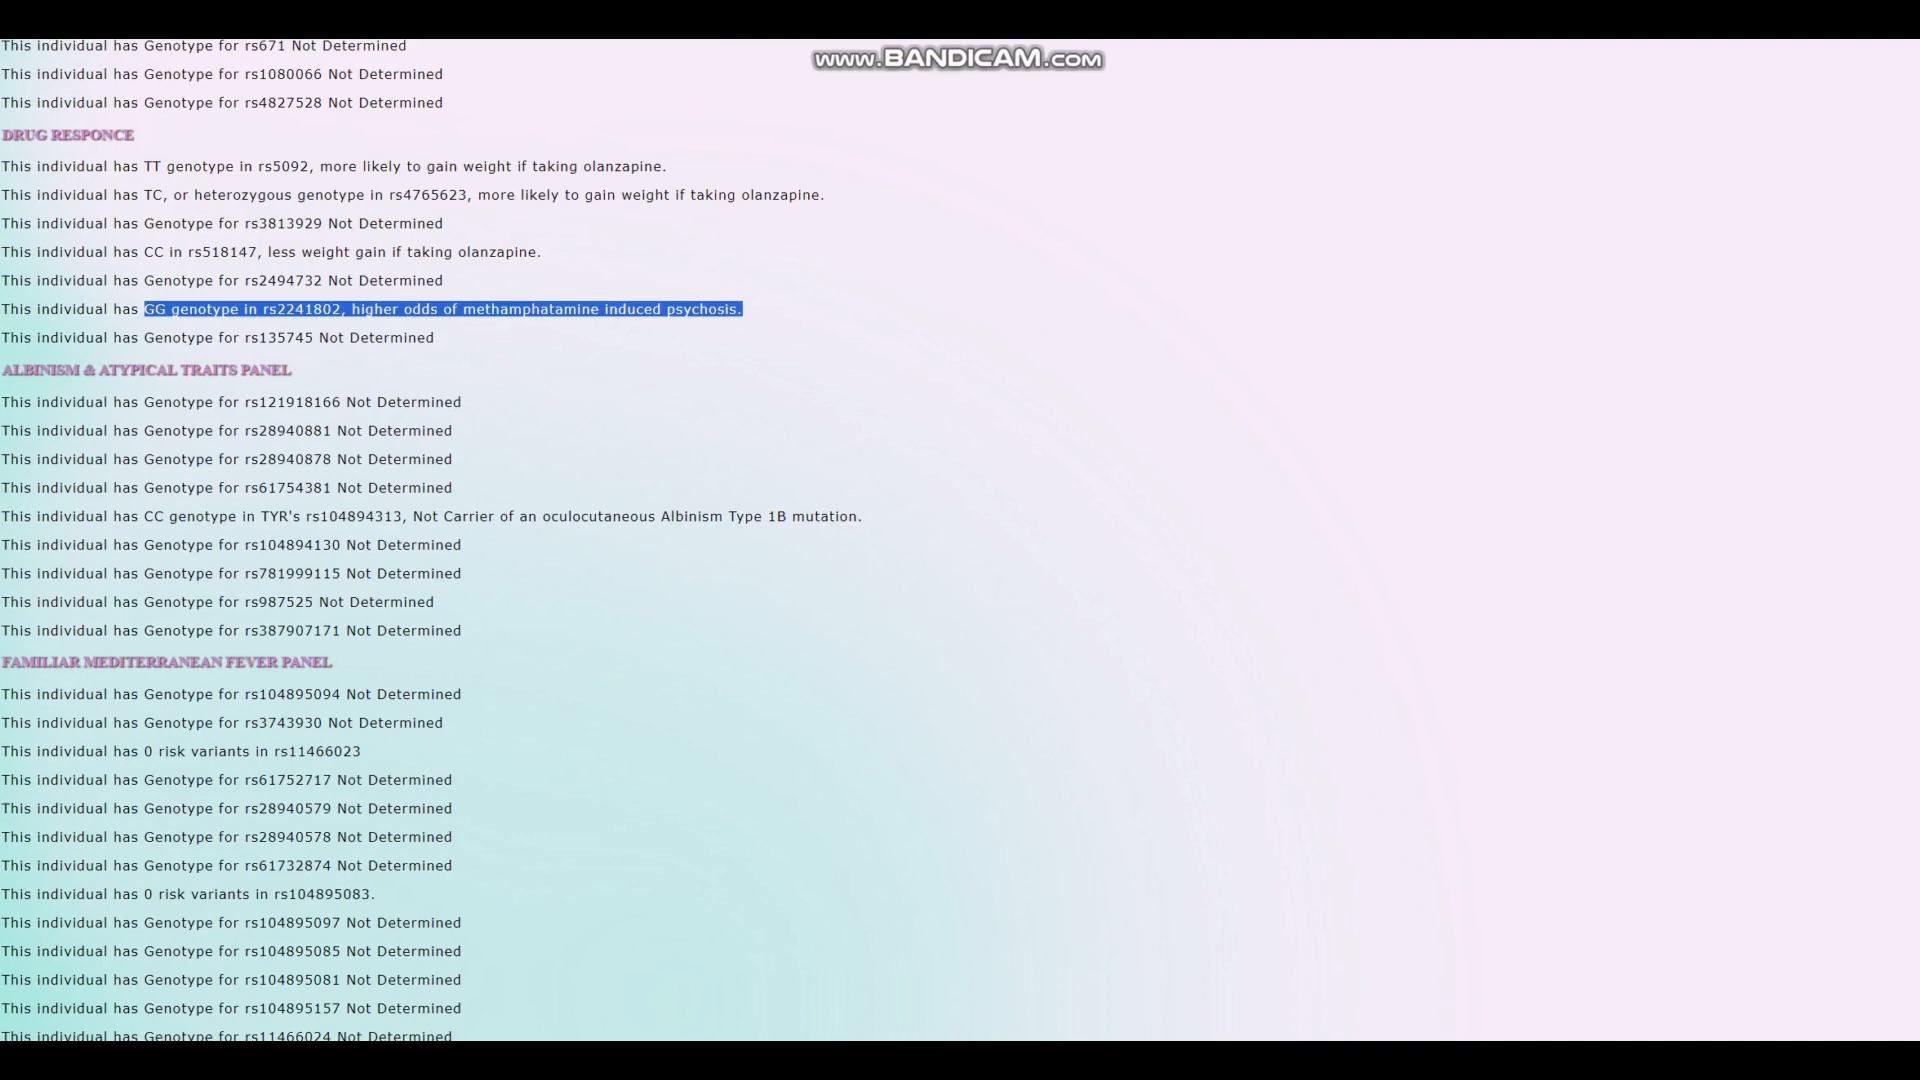 This individual has Genotype for rs671 Not Determined
www.BANDICAM.com
This individual has Genotype for rs1080066 Not Determined
This individual has Genotype for rs4827528 Not Determined
DRUG RESPONCE
This individual has TT genotype in rs5092, more likely to gain weight if taking olanzapine.
This individual has TC, or heterozygous genotype in rs4765623, more likely to gain weight if taking olanzapine.
This individual has Genotype for rs3813929 Not Determined
This individual has CC in rs518147, less weight gain if taking olanzapine.
This individual has Genotype for rs2494732 Not Determined
This individual has GG genotype in rs2241802, higher odds of methamphatamine induced psychosis.
This individual has Genotype for rs135745 Not Determined
ALBINISM & ATYPICAL TRAITS PANEL
This individual has Genotype for rs121918166 Not Determined
This individual has Genotype for rs28940881 Not Determined
This individual has Genotype for rs28940878 Not Determined
This individual has Genotype for rs61754381 Not Determined
This individual has CC genotype in TYR's rs104894313, Not Carrier of an oculocutaneous Albinism Type 1B mutation.
This individual has Genotype for rs104894130 Not Determined
This individual has Genotype for rs781999115 Not Determined
This individual has Genotype for rs987525 Not Determined
This individual has Genotype for rs387907171 Not Determined
FAMILIAR MEDITERRANEAN FEVER PANEL
This individual has Genotype for rs104895094 Not Determined
This individual has Genotype for rs3743930 Not Determined
This individual has 0 risk variants in rs11466023
This individual has Genotype for rs61752717 Not Determined
This individual has Genotype for rs28940579 Not Determined
This individual has Genotype for rs28940578 Not Determined
This individual has Genotype for rs61732874 Not Determined
This individual has 0 risk variants in rs104895083.
This individual has Genotype for rs104895097 Not Determined
This individual has Genotype for rs104895085 Not Determined
This individual has Genotype for rs104895081 Not Determined
This individual has Genotype for rs104895157 Not Determined
This individual has Genotype for rs11466024 Not Determined